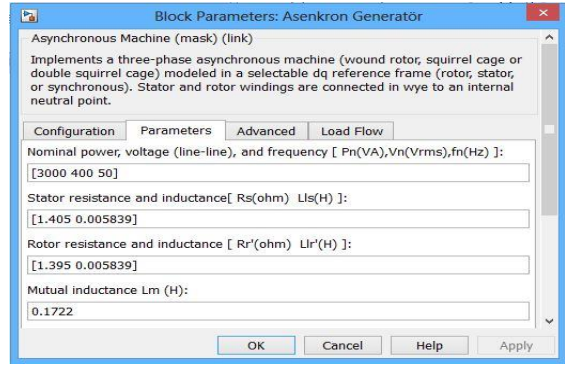 Block Parameters: Asenkron Generatör
Asynchronous Machine (mask) (link)
Implements a three-phase asynchronous machine (wound rotor, squirrel cage or
double squirrel cage) modeled in a selectable dq reference frame (rotor, stator,
or synchronous). Stator and rotor windings are connected in wye to an internal
neutral point.
Configuration Parameters Advanced Load Flow
Nominal power, voltage (line-line), and frequency [ Pn(VA),Vn(Vrms),fn(Hz) ]:
[3000 400 50]
Stator resistance and inductance[ Rs(ohm) Lls(H) ]:
[1.405 0.005839]
Rotor resistance and inductance [ Rr'(ohm) Llr'(H) ]:
[1.395 0.005839]
Mutual inductance Lm (H):
0.1722
OK Cancel Help Apply